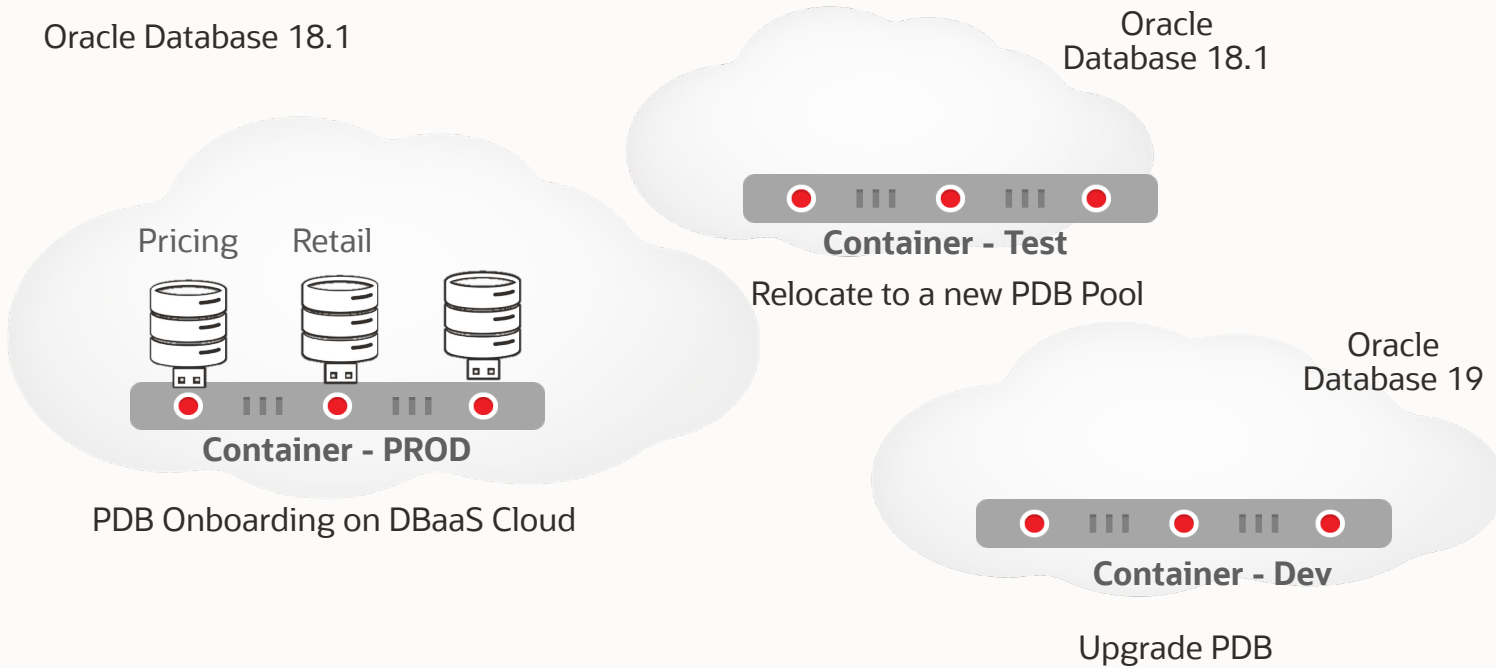 Oracle Database 18.1
Pricing
Retail
Container - PROD
PDB Onboarding on DBaaS Cloud
Oracle
Database 18.1
Container - Test
Relocate to a new PDB Pool
Oracle
Database 19
Container - Dev
Upgrade PDB